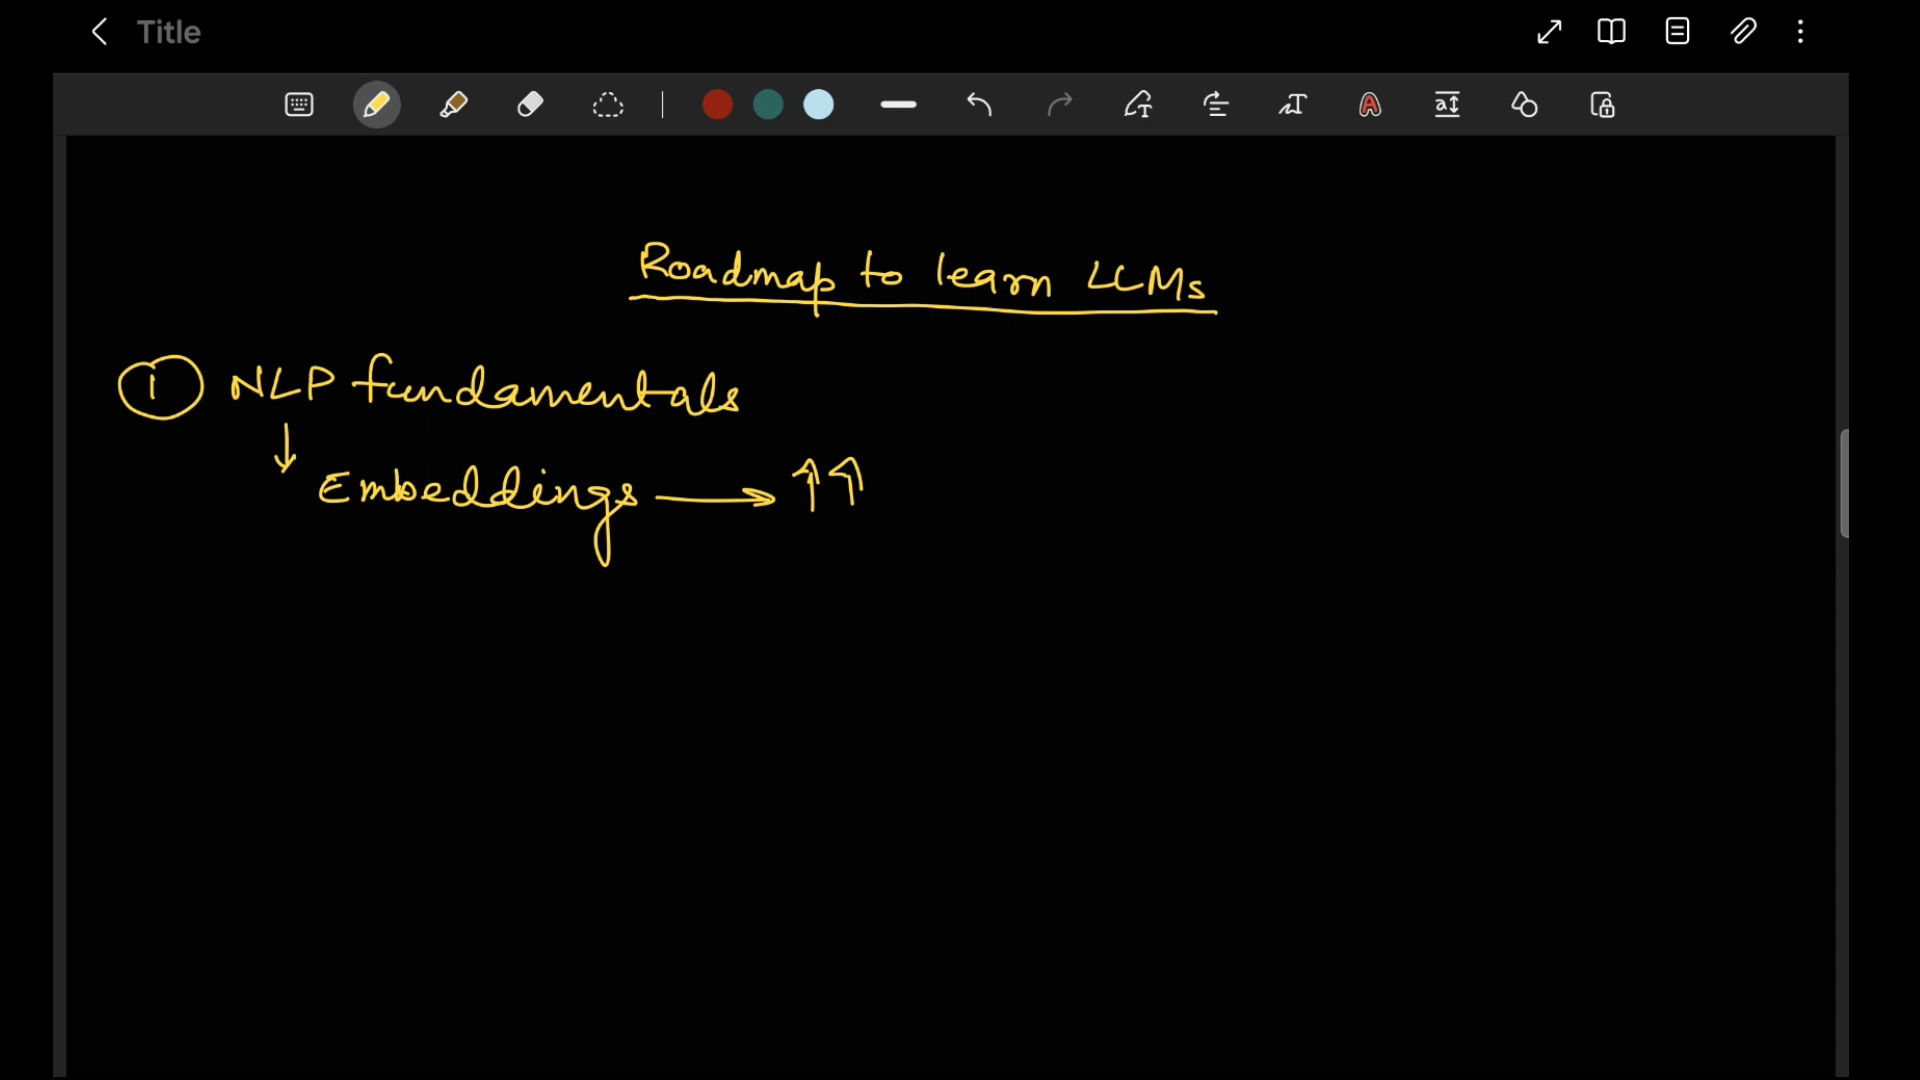 Title
Roadmap to learn LLMs
1 NLP fundamentals
↓
Embeddings → ↑↑